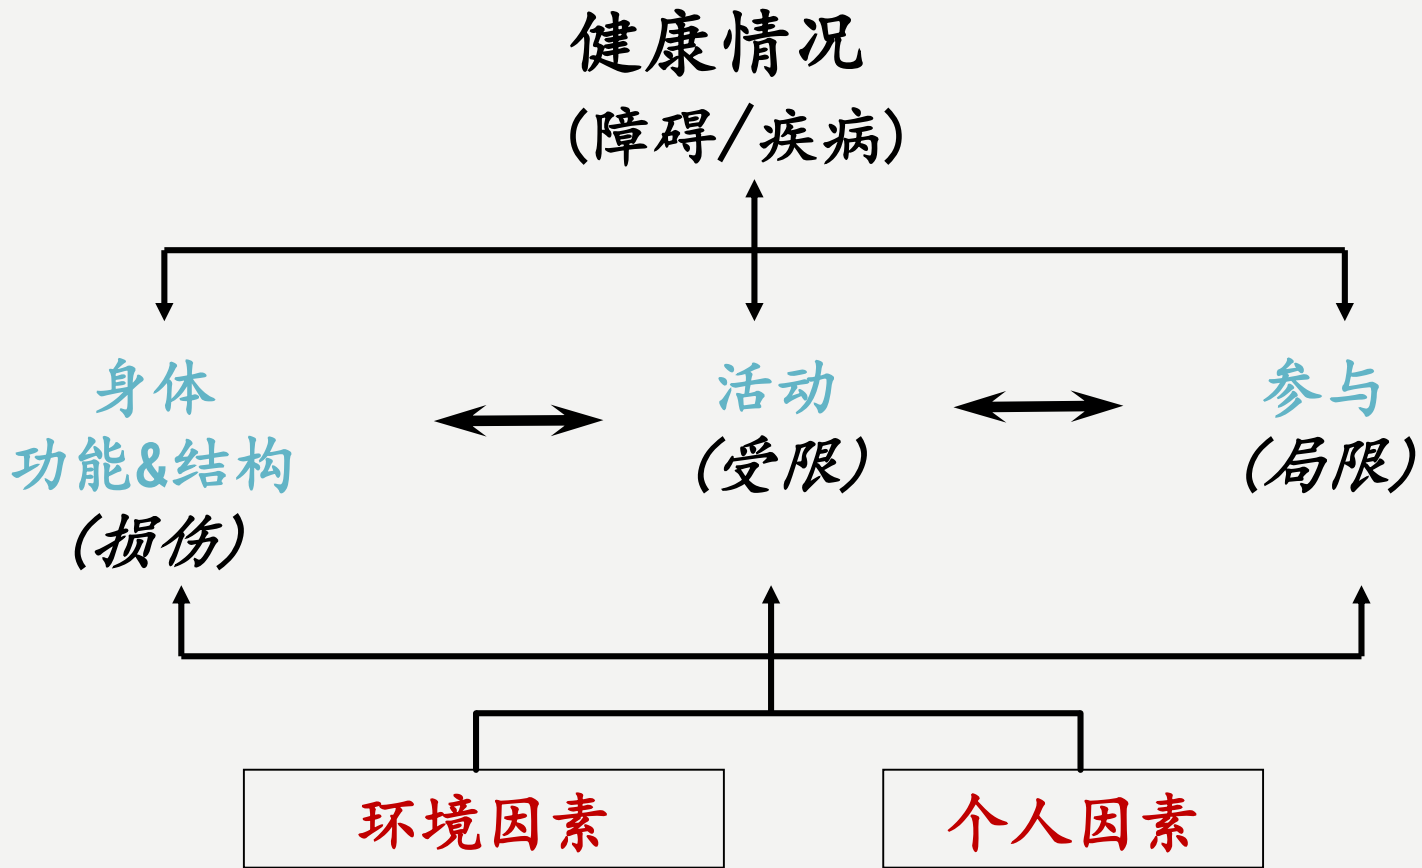 健康情况
(障碍/疾病)
身体
功能&结构
(损伤)
活动
(受限)
参与
(局限)
环境因素
个人因素